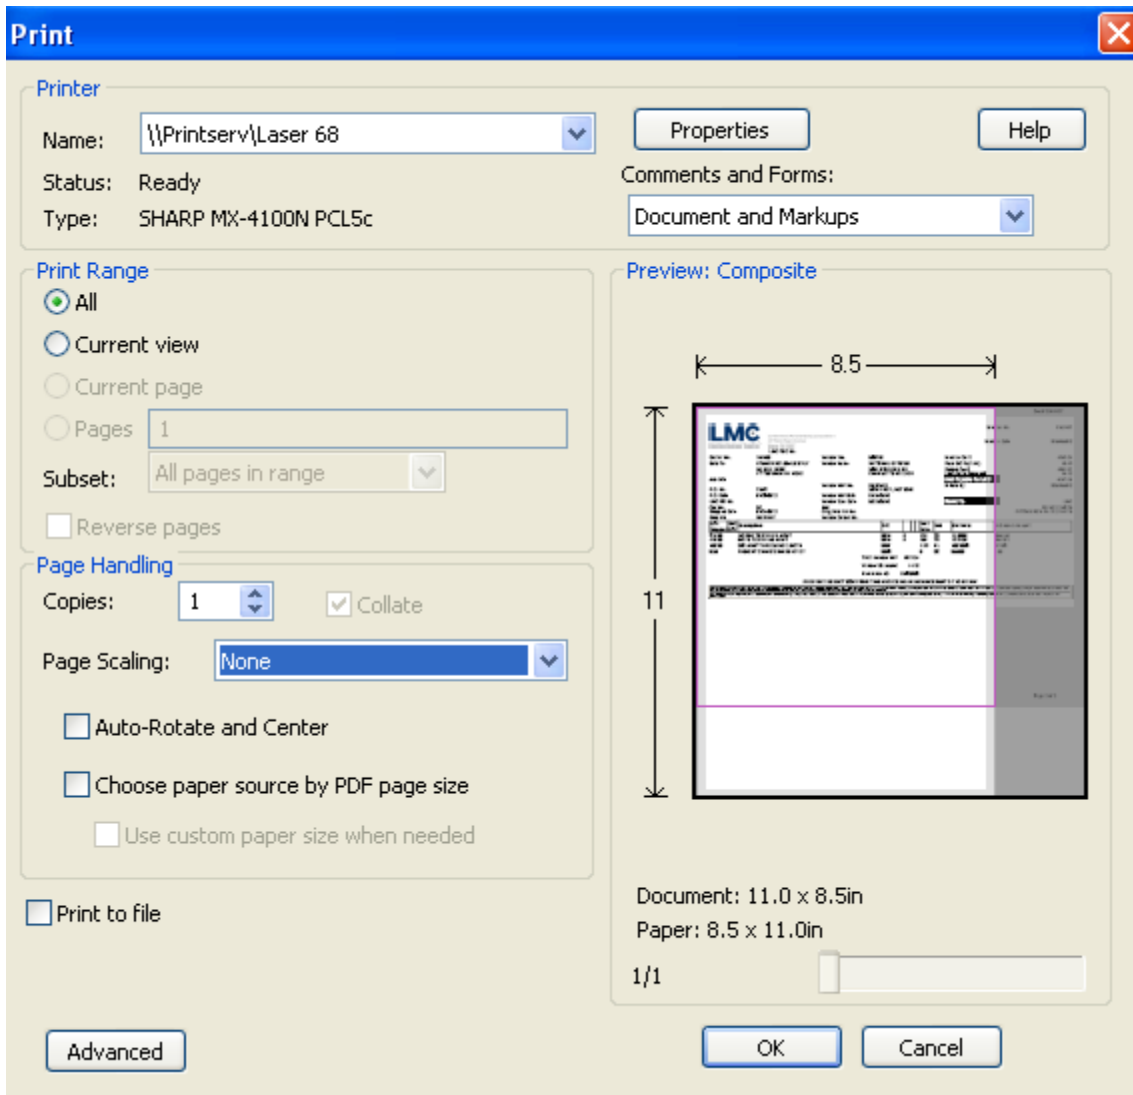 Print
Printer
Name: \\Printserv\Laser 68 Properties Help
Status: Ready Comments and Forms:
Type: SHARP MX-4100N PCL5c Document and Markups
Print Range
All
Current view
Current page
Pages 1
Subset: All pages in range
Reverse pages
Page Handling
Copies: 1 Collate
Page Scaling: None
Auto-Rotate and Center
Choose paper source by PDF page size
Use custom paper size when needed
Print to file
Preview: Composite
8.5
11
LMC
Document: 11.0 x 8.5in
Paper: 8.5 x 11.0in
1/1
Advanced OK Cancel